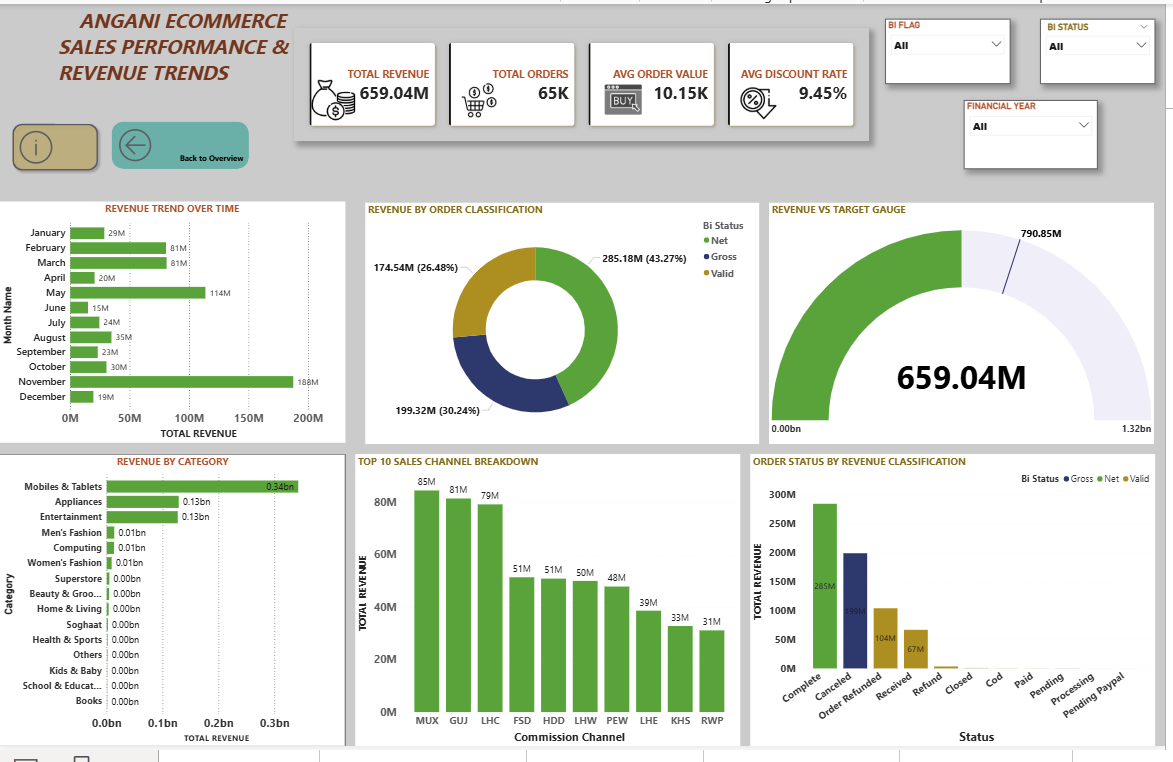 ANGANI ECOMMERCE
SALES PERFORMANCE &
REVENUE TRENDS
TOTAL REVENUE
659.04M
TOTAL ORDERS
65K
BUY
AVG ORDER VALUE
10.15K
AVG DISCOUNT RATE
9.45%
BI FLAG
All
BI STATUS
All
FINANCIAL YEAR
All
i
Back to Overview
REVENUE TREND OVER TIME
Month Name
January 29M
February 81M
March 81M
April 20M
May 114M
June 15M
July 24M
August 35M
September 23M
October 30M
November 188M
December 19M
0M 50M 100M 150M 200M
TOTAL REVENUE
REVENUE BY ORDER CLASSIFICATION
Bi Status
Net
Gross
Valid
174.54M (26.48%)
285.18M (43.27%)
199.32M (30.24%)
REVENUE VS TARGET GAUGE
790.85M
659.04M
0.00bn
1.32bn
REVENUE BY CATEGORY
Category
Mobiles & Tablets 0.34bn
Appliances 0.13bn
Entertainment 0.13bn
Men's Fashion 0.01bn
Computing 0.01bn
Women's Fashion 0.01bn
Superstore 0.00bn
Beauty & Groo... 0.00bn
Home & Living 0.00bn
Soghaat 0.00bn
Health & Sports 0.00bn
Others 0.00bn
Kids & Baby 0.00bn
School & Educat... 0.00bn
Books 0.00bn
0.0bn 0.1bn 0.2bn 0.3bn
TOTAL REVENUE
TOP 10 SALES CHANNEL BREAKDOWN
TOTAL REVENUE
80M
60M
40M
20M
0M
85M 81M 79M 51M 51M 50M 48M 39M 33M 31M
MUX GUJ LHC FSD HDD LHW PEW LHE KHS RWP
Commission Channel
ORDER STATUS BY REVENUE CLASSIFICATION
Bi Status Gross Net Valid
TOTAL REVENUE
300M
250M
200M
150M
100M
50M
0M
285M 199M 104M 67M
Complete Canceled Order Refunded Received Refund Closed Cod Paid Pending Processing Pending Paypal
Status